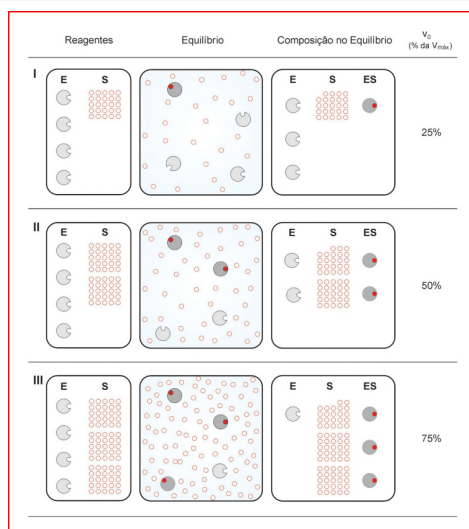 Reagentes Equilíbrio Composição no Equilíbrio v₀
(% da Vₘáₓ)
I
E S E S ES
25%
II
E S E S ES
50%
III
E S E S ES
75%